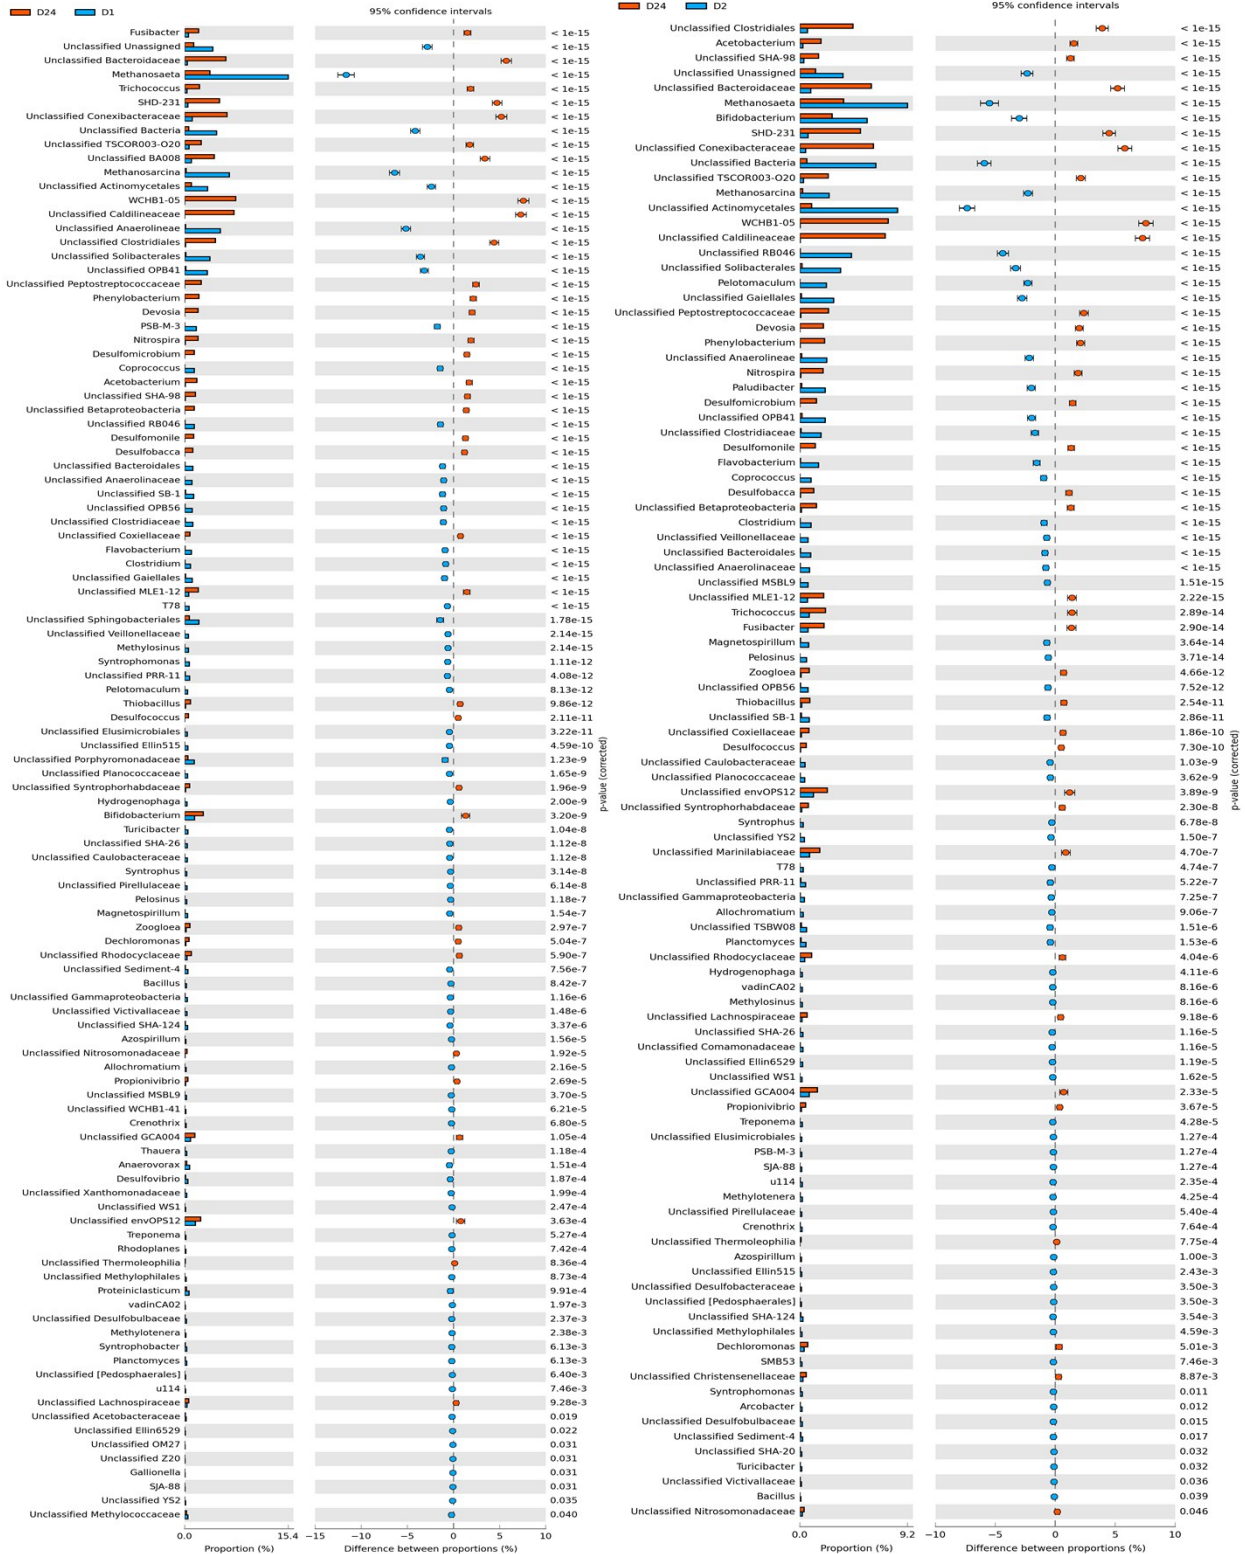 D24 D1
95% confidence intervals
Fusibacter < 1e-15
Unclassified Unassigned < 1e-15
Unclassified Bacteroidaceae < 1e-15
Methanosaeta < 1e-15
Trichococcus < 1e-15
SHD-231 < 1e-15
Unclassified Conexibacteraceae < 1e-15
Unclassified Bacteria < 1e-15
Unclassified TSCOR003-O20 < 1e-15
Unclassified BA008 < 1e-15
Methanosarcina < 1e-15
Unclassified Actinomycetales < 1e-15
WCHB1-05 < 1e-15
Unclassified Caldilineaceae < 1e-15
Unclassified Anaerolineae < 1e-15
Unclassified Clostridiales < 1e-15
Unclassified Solibacterales < 1e-15
Unclassified OPB41 < 1e-15
Unclassified Peptostreptococcaceae < 1e-15
Phenylobacterium < 1e-15
Devosia < 1e-15
PSB-M-3 < 1e-15
Nitrospira < 1e-15
Desulfomicrobium < 1e-15
Coprococcus < 1e-15
Acetobacterium < 1e-15
Unclassified SHA-98 < 1e-15
Unclassified Betaproteobacteria < 1e-15
Unclassified RB046 < 1e-15
Desulfomonile < 1e-15
Desulfobacca < 1e-15
Unclassified Bacteroidales < 1e-15
Unclassified Anaerolinaceae < 1e-15
Unclassified SB-1 < 1e-15
Unclassified OPB56 < 1e-15
Unclassified Clostridiaceae < 1e-15
Unclassified Coxiellaceae < 1e-15
Flavobacterium < 1e-15
Clostridium < 1e-15
Unclassified Gaiellales < 1e-15
Unclassified MLE1-12 < 1e-15
T78 < 1e-15
Unclassified Sphingobacteriales 1.78e-15
Unclassified Veillonellaceae 2.14e-15
Methylosinus 2.14e-15
Syntrophomonas 1.11e-12
Unclassified PRR-11 4.08e-12
Pelotomaculum 8.13e-12
Thiobacillus 9.86e-12
Desulfococcus 2.11e-11
Unclassified Elusimicrobiales 3.22e-11
Unclassified Ellin515 4.59e-10
Unclassified Porphyromonadaceae 1.23e-9
Unclassified Planococcaceae 1.65e-9
Unclassified Syntrophorhabdaceae 1.96e-9
Hydrogenophaga 2.00e-9
Bifidobacterium 3.20e-9
Turicibacter 1.04e-8
Unclassified SHA-26 1.12e-8
Unclassified Caulobacteraceae 1.12e-8
Syntrophus 3.14e-8
Unclassified Pirellulaceae 6.14e-8
Pelosinus 1.18e-7
Magnetospirillum 1.54e-7
Zoogloea 2.97e-7
Dechloromonas 5.04e-7
Unclassified Rhodocyclaceae 5.90e-7
Unclassified Sediment-4 7.56e-7
Bacillus 8.42e-7
Unclassified Gammaproteobacteria 1.16e-6
Unclassified Victivallaceae 1.48e-6
Unclassified SHA-124 3.37e-6
Azospirillum 1.56e-5
Unclassified Nitrosomonadaceae 1.92e-5
Allochromatium 2.16e-5
Propionivibrio 2.69e-5
Unclassified MSBL9 3.70e-5
Unclassified WCHB1-41 6.21e-5
Crenothrix 6.80e-5
Unclassified GCA004 1.05e-4
Thauera 1.18e-4
Anaerovorax 1.51e-4
Desulfovibrio 1.87e-4
Unclassified Xanthomonadaceae 1.99e-4
Unclassified WS1 2.47e-4
Unclassified envOPS12 3.63e-4
Treponema 5.27e-4
Rhodoplanes 7.42e-4
Unclassified Thermoleophilia 8.36e-4
Unclassified Methylophilales 8.73e-4
Proteiniclasticum 9.91e-4
vadinCA02 1.97e-3
Unclassified Desulfobulbaceae 2.37e-3
Methylotenera 2.38e-3
Syntrophobacter 6.13e-3
Planctomyces 6.13e-3
Unclassified [Pedosphaerales] 6.40e-3
u114 7.46e-3
Unclassified Lachnospiraceae 9.28e-3
Unclassified Acetobacteraceae 0.019
Unclassified Ellin6529 0.022
Unclassified OM27 0.031
Unclassified Z20 0.031
Gallionella 0.031
SJA-88 0.031
Unclassified YS2 0.035
Unclassified Methylococcaceae 0.040
0.0 15.4 −15 −10 −5 0 5 10
Proportion (%) Difference between proportions (%)
p-value (corrected)
D24 D2
95% confidence intervals
Unclassified Clostridiales < 1e-15
Acetobacterium < 1e-15
Unclassified SHA-98 < 1e-15
Unclassified Unassigned < 1e-15
Unclassified Bacteroidaceae < 1e-15
Methanosaeta < 1e-15
Bifidobacterium < 1e-15
SHD-231 < 1e-15
Unclassified Conexibacteraceae < 1e-15
Unclassified Bacteria < 1e-15
Unclassified TSCOR003-O20 < 1e-15
Methanosarcina < 1e-15
Unclassified Actinomycetales < 1e-15
WCHB1-05 < 1e-15
Unclassified Caldilineaceae < 1e-15
Unclassified RB046 < 1e-15
Unclassified Solibacterales < 1e-15
Pelotomaculum < 1e-15
Unclassified Gaiellales < 1e-15
Unclassified Peptostreptococcaceae < 1e-15
Devosia < 1e-15
Phenylobacterium < 1e-15
Unclassified Anaerolineae < 1e-15
Nitrospira < 1e-15
Paludibacter < 1e-15
Desulfomicrobium < 1e-15
Unclassified OPB41 < 1e-15
Unclassified Clostridiaceae < 1e-15
Desulfomonile < 1e-15
Flavobacterium < 1e-15
Coprococcus < 1e-15
Desulfobacca < 1e-15
Unclassified Betaproteobacteria < 1e-15
Clostridium < 1e-15
Unclassified Veillonellaceae < 1e-15
Unclassified Bacteroidales < 1e-15
Unclassified Anaerolinaceae < 1e-15
Unclassified MSBL9 1.51e-15
Unclassified MLE1-12 2.22e-15
Trichococcus 2.89e-14
Fusibacter 2.90e-14
Magnetospirillum 3.64e-14
Pelosinus 3.71e-14
Zoogloea 4.66e-12
Unclassified OPB56 7.52e-12
Thiobacillus 2.54e-11
Unclassified SB-1 2.86e-11
Unclassified Coxiellaceae 1.86e-10
Desulfococcus 7.30e-10
Unclassified Caulobacteraceae 1.03e-9
Unclassified Planococcaceae 3.62e-9
Unclassified envOPS12 3.89e-9
Unclassified Syntrophorhabdaceae 2.30e-8
Syntrophus 6.78e-8
Unclassified YS2 1.50e-7
Unclassified Marinilabiaceae 4.70e-7
T78 4.74e-7
Unclassified PRR-11 5.22e-7
Unclassified Gammaproteobacteria 7.25e-7
Allochromatium 9.06e-7
Unclassified TSBW08 1.51e-6
Planctomyces 1.53e-6
Unclassified Rhodocyclaceae 4.04e-6
Hydrogenophaga 4.11e-6
vadinCA02 8.16e-6
Methylosinus 8.16e-6
Unclassified Lachnospiraceae 9.18e-6
Unclassified SHA-26 1.16e-5
Unclassified Comamonadaceae 1.16e-5
Unclassified Ellin6529 1.19e-5
Unclassified WS1 1.62e-5
Unclassified GCA004 2.33e-5
Propionivibrio 3.67e-5
Treponema 4.28e-5
Unclassified Elusimicrobiales 1.27e-4
PSB-M-3 1.27e-4
SJA-88 1.27e-4
u114 2.35e-4
Methylotenera 4.25e-4
Unclassified Pirellulaceae 5.40e-4
Crenothrix 7.64e-4
Unclassified Thermoleophilia 7.75e-4
Azospirillum 1.00e-3
Unclassified Ellin515 2.43e-3
Unclassified Desulfobacteraceae 3.50e-3
Unclassified [Pedosphaerales] 3.50e-3
Unclassified SHA-124 3.54e-3
Unclassified Methylophilales 4.59e-3
Dechloromonas 5.01e-3
SMB53 7.46e-3
Unclassified Christensenellaceae 8.87e-3
Syntrophomonas 0.011
Arcobacter 0.012
Unclassified Desulfobulbaceae 0.015
Unclassified Sediment-4 0.017
Unclassified SHA-20 0.032
Turicibacter 0.032
Unclassified Victivallaceae 0.036
Bacillus 0.039
Unclassified Nitrosomonadaceae 0.046
0.0 9.2 −10 −5 0 5 10
Proportion (%) Difference between proportions (%)
p-value (corrected)